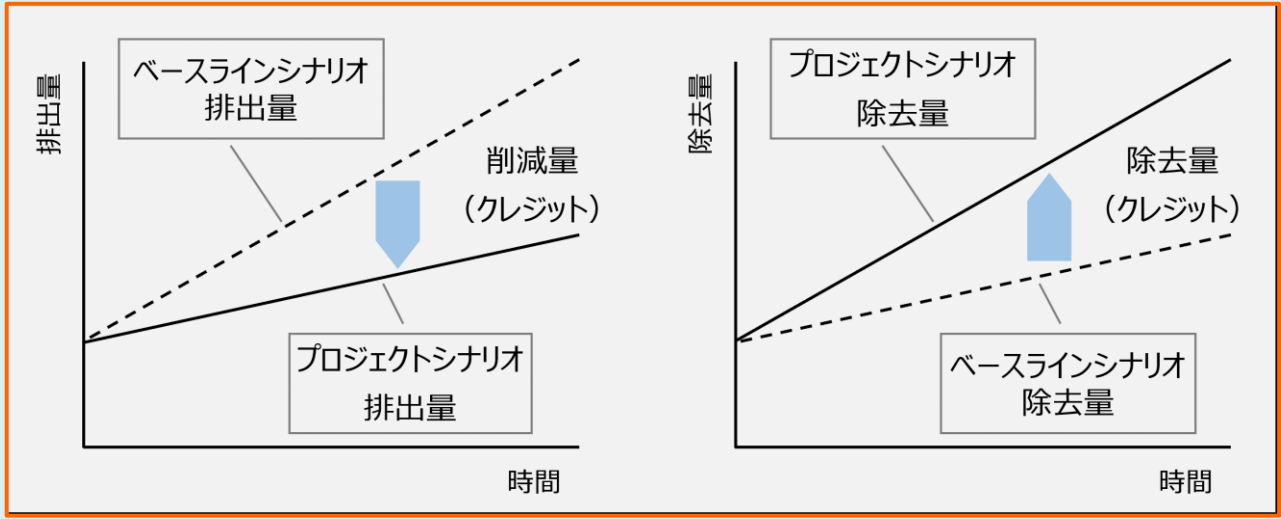 排出量
ベースラインシナリオ
排出量
削減量
（クレジット）
プロジェクトシナリオ
排出量
時間
除去量
プロジェクトシナリオ
除去量
除去量
（クレジット）
ベースラインシナリオ
除去量
時間